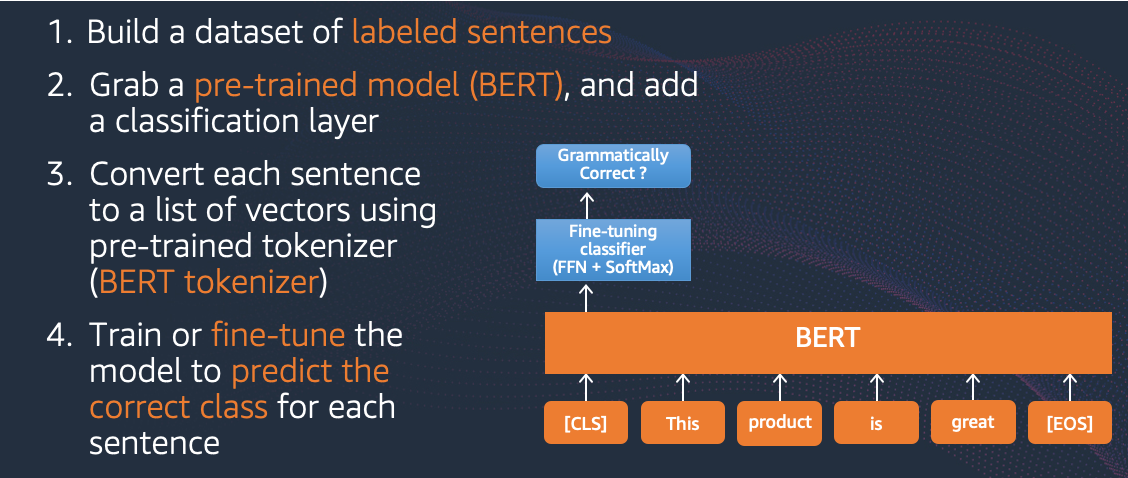 1. Build a dataset of labeled sentences
2. Grab a pre-trained model (BERT), and add
a classification layer
3. Convert each sentence
to a list of vectors using
pre-trained tokenizer
(BERT tokenizer)
4. Train or fine-tune the
model to predict the
correct class for each
sentence
Grammatically
Correct ?
Fine-tuning
classifier
(FFN + SoftMax)
BERT
[CLS] This product is great [EOS]